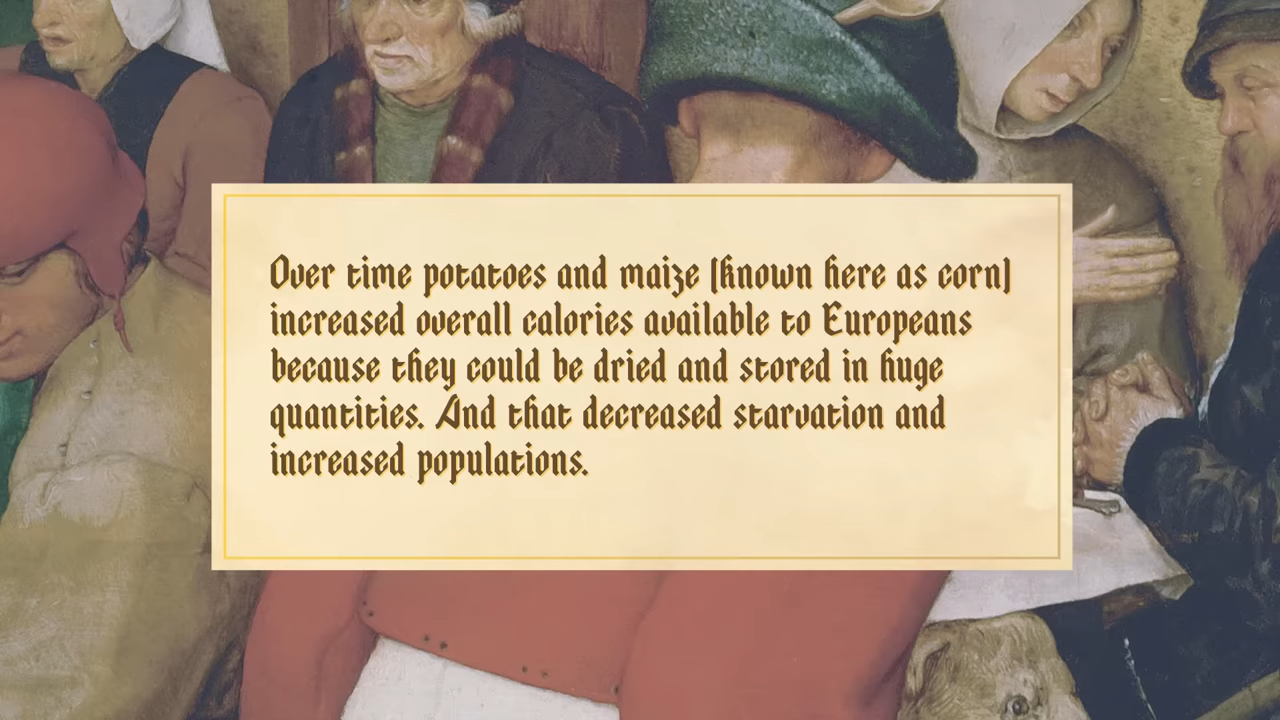 Over time potatoes and maize (known here as corn)
increased overall calories available to Europeans
because they could be dried and stored in huge
quantities. And that decreased starvation and
increased populations.